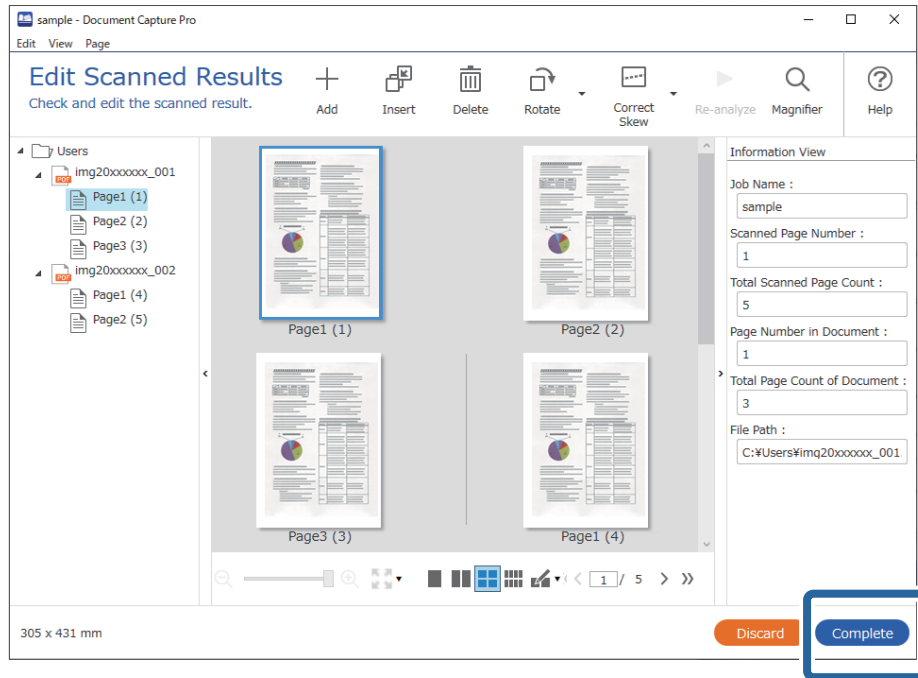 sample - Document Capture Pro
Edit View Page
Edit Scanned Results
Check and edit the scanned result.
Add
Insert
Delete
Rotate
Correct Skew
Re-analyze
Magnifier
Help
Users
PDF img20xxxxxx_001
Page1 (1)
Page2 (2)
Page3 (3)
PDF img20xxxxxx_002
Page1 (4)
Page2 (5)
Page1 (1)
Page2 (2)
Page3 (3)
Page1 (4)
Information View
Job Name :
sample
Scanned Page Number :
1
Total Scanned Page Count :
5
Page Number in Document :
1
Total Page Count of Document :
3
File Path :
C:¥Users¥img20xxxxxx_001
1 / 5
305 x 431 mm
Discard
Complete